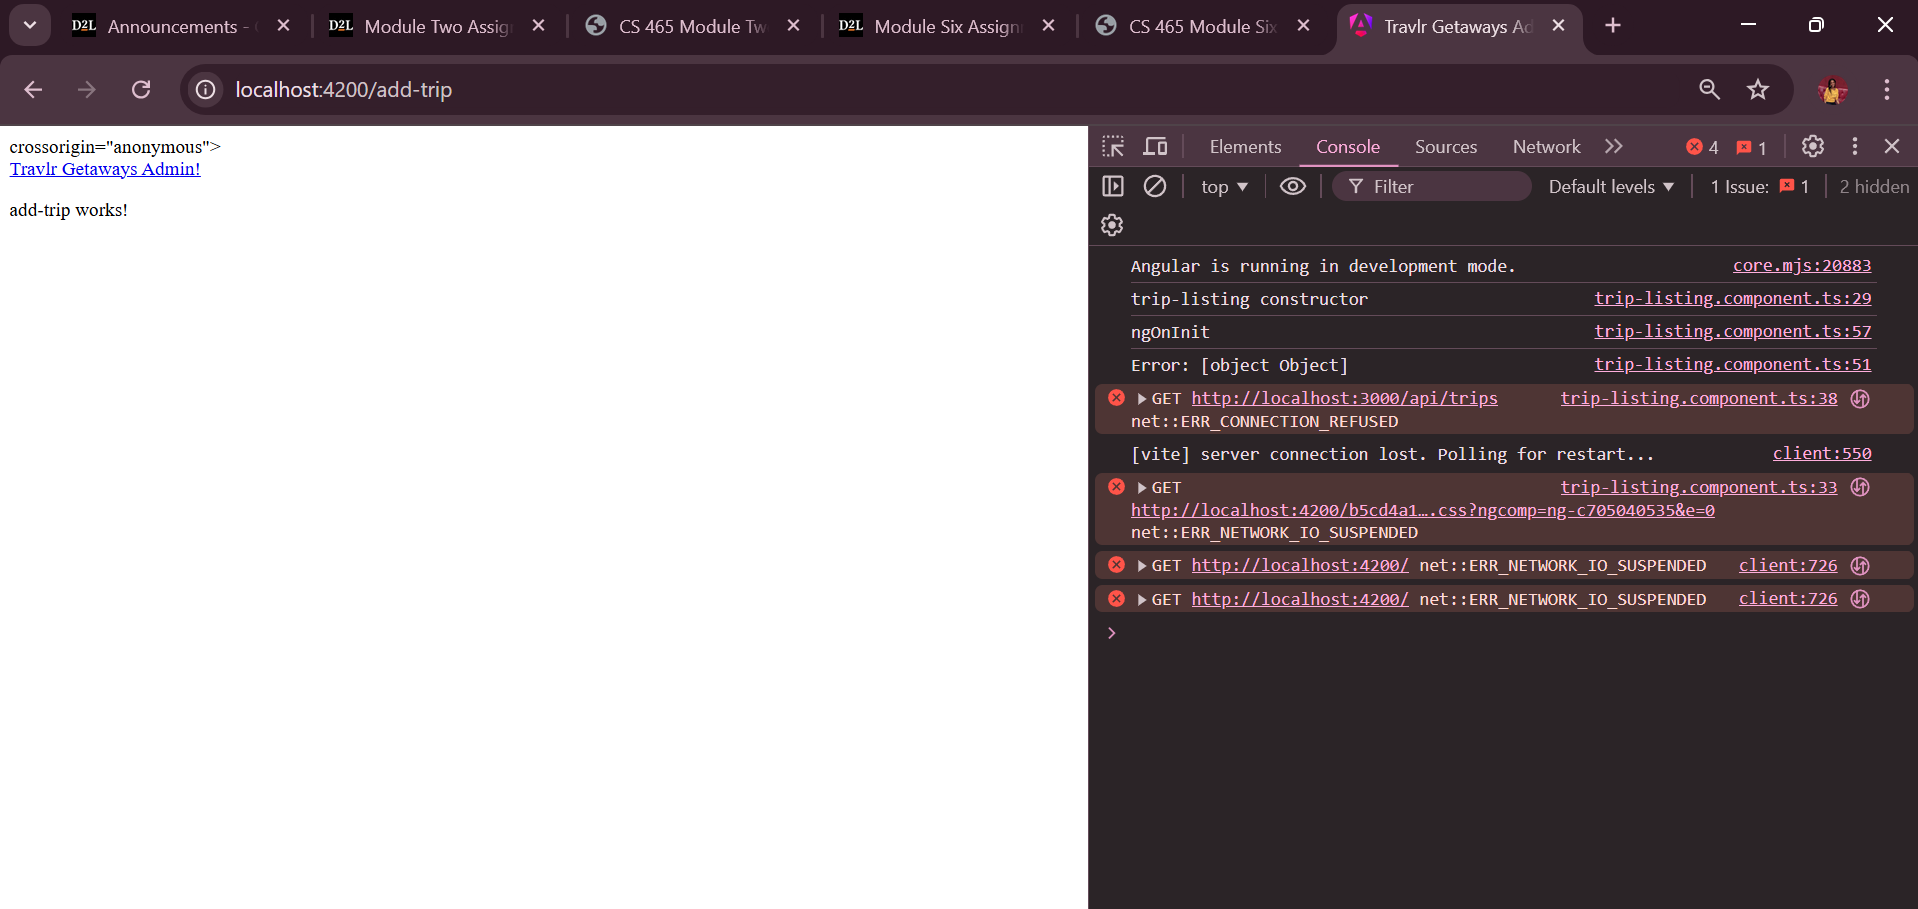 D2L Announcements -
D2L Module Two Assign
CS 465 Module Tw
D2L Module Six Assign
CS 465 Module Six
Travlr Getaways Ad
localhost:4200/add-trip
crossorigin="anonymous">
Travlr Getaways Admin!
add-trip works!
Elements Console Sources Network 4 1
top Filter Default levels 1 Issue: 1 2 hidden
Angular is running in development mode. core.mjs:20883
trip-listing constructor trip-listing.component.ts:29
ngOnInit trip-listing.component.ts:57
Error: [object Object] trip-listing.component.ts:51
GET http://localhost:3000/api/trips trip-listing.component.ts:38
net::ERR_CONNECTION_REFUSED
[vite] server connection lost. Polling for restart... client:550
GET trip-listing.component.ts:33
http://localhost:4200/b5cd4a1….css?ngcomp=ng-c705040535&e=0
net::ERR_NETWORK_IO_SUSPENDED
GET http://localhost:4200/ net::ERR_NETWORK_IO_SUSPENDED client:726
GET http://localhost:4200/ net::ERR_NETWORK_IO_SUSPENDED client:726